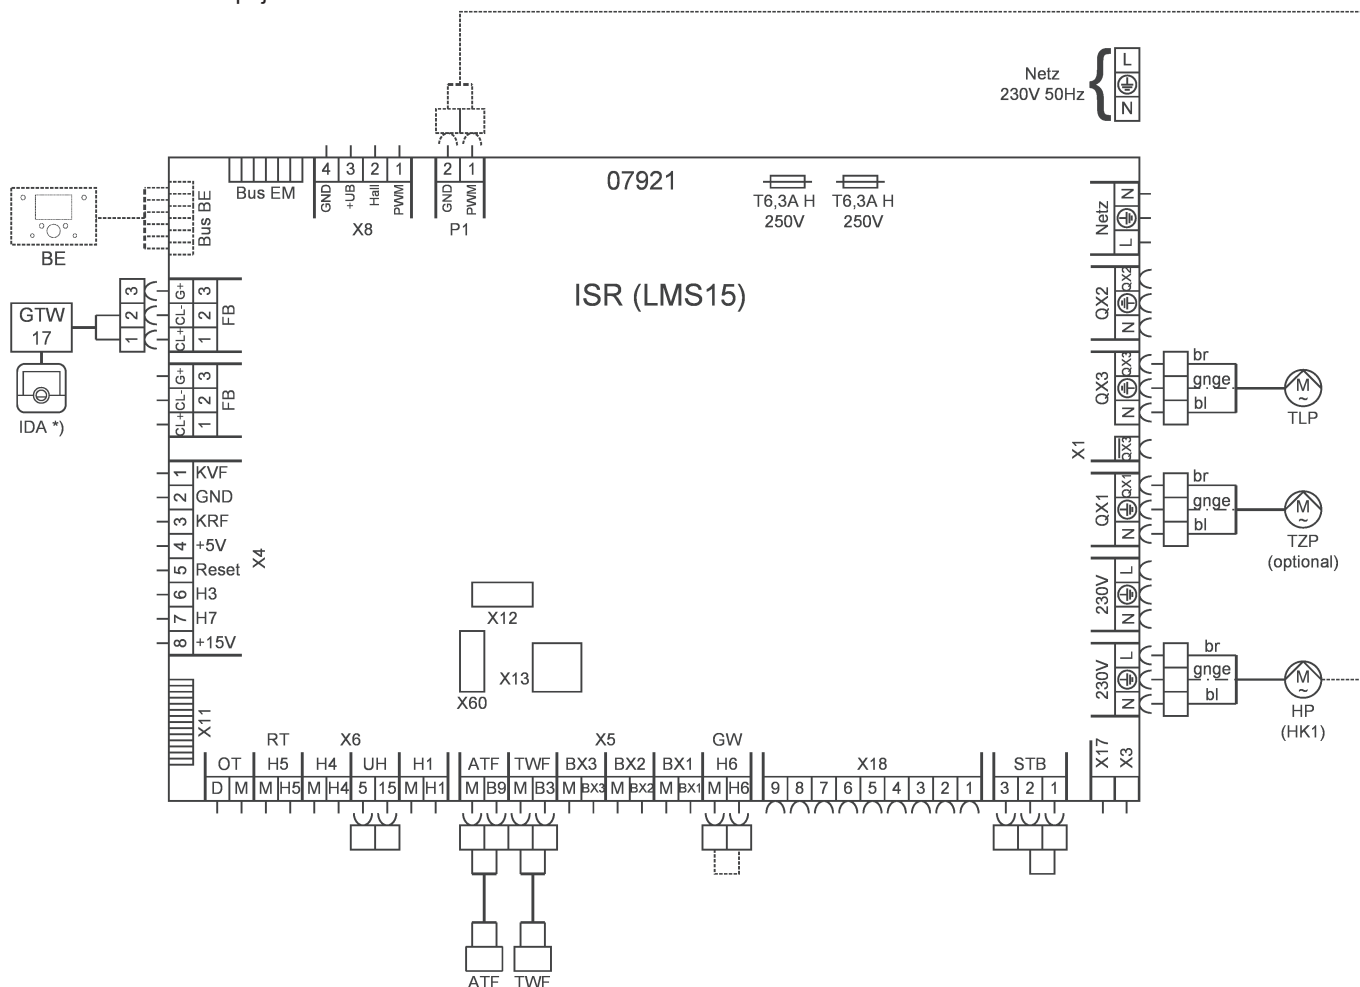 Netz
230V 50Hz
L
N
4 3 2 1
GND +UB Hall PWM
X8
2 1
GND PWM
P1
Bus EM
07921
T6,3A H
250V
T6,3A H
250V
ISR (LMS15)
BE
Bus BE
GTW
17
IDA *)
3
2
1
G+ 3
CL- 2
CL+ 1
FB
G+ 3
CL- 2
CL+ 1
FB
1 KVF
2 GND
3 KRF
4 +5V
5 Reset
6 H3
7 H7
8 +15V
X4
X11
X12
X60
X13
Netz
N
L
QX2
QX2
N
QX3
QX3
N
br
gnge
bl
M
~
TLP
X1
QX3
QX1
QX1
N
br
gnge
bl
M
~
TZP
(optional)
230V
L
N
230V
L
N
br
gnge
bl
M
~
HP
(HK1)
X17 X3
RT X6 X5 GW
OT H5 H4 UH H1 ATF TWF BX3 BX2 BX1 H6 X18 STB
D M M H5 M H4 5 15 M H1 M B9 M B3 M BX3 M BX2 M BX1 M H6 9 8 7 6 5 4 3 2 1 3 2 1
ATF TWF